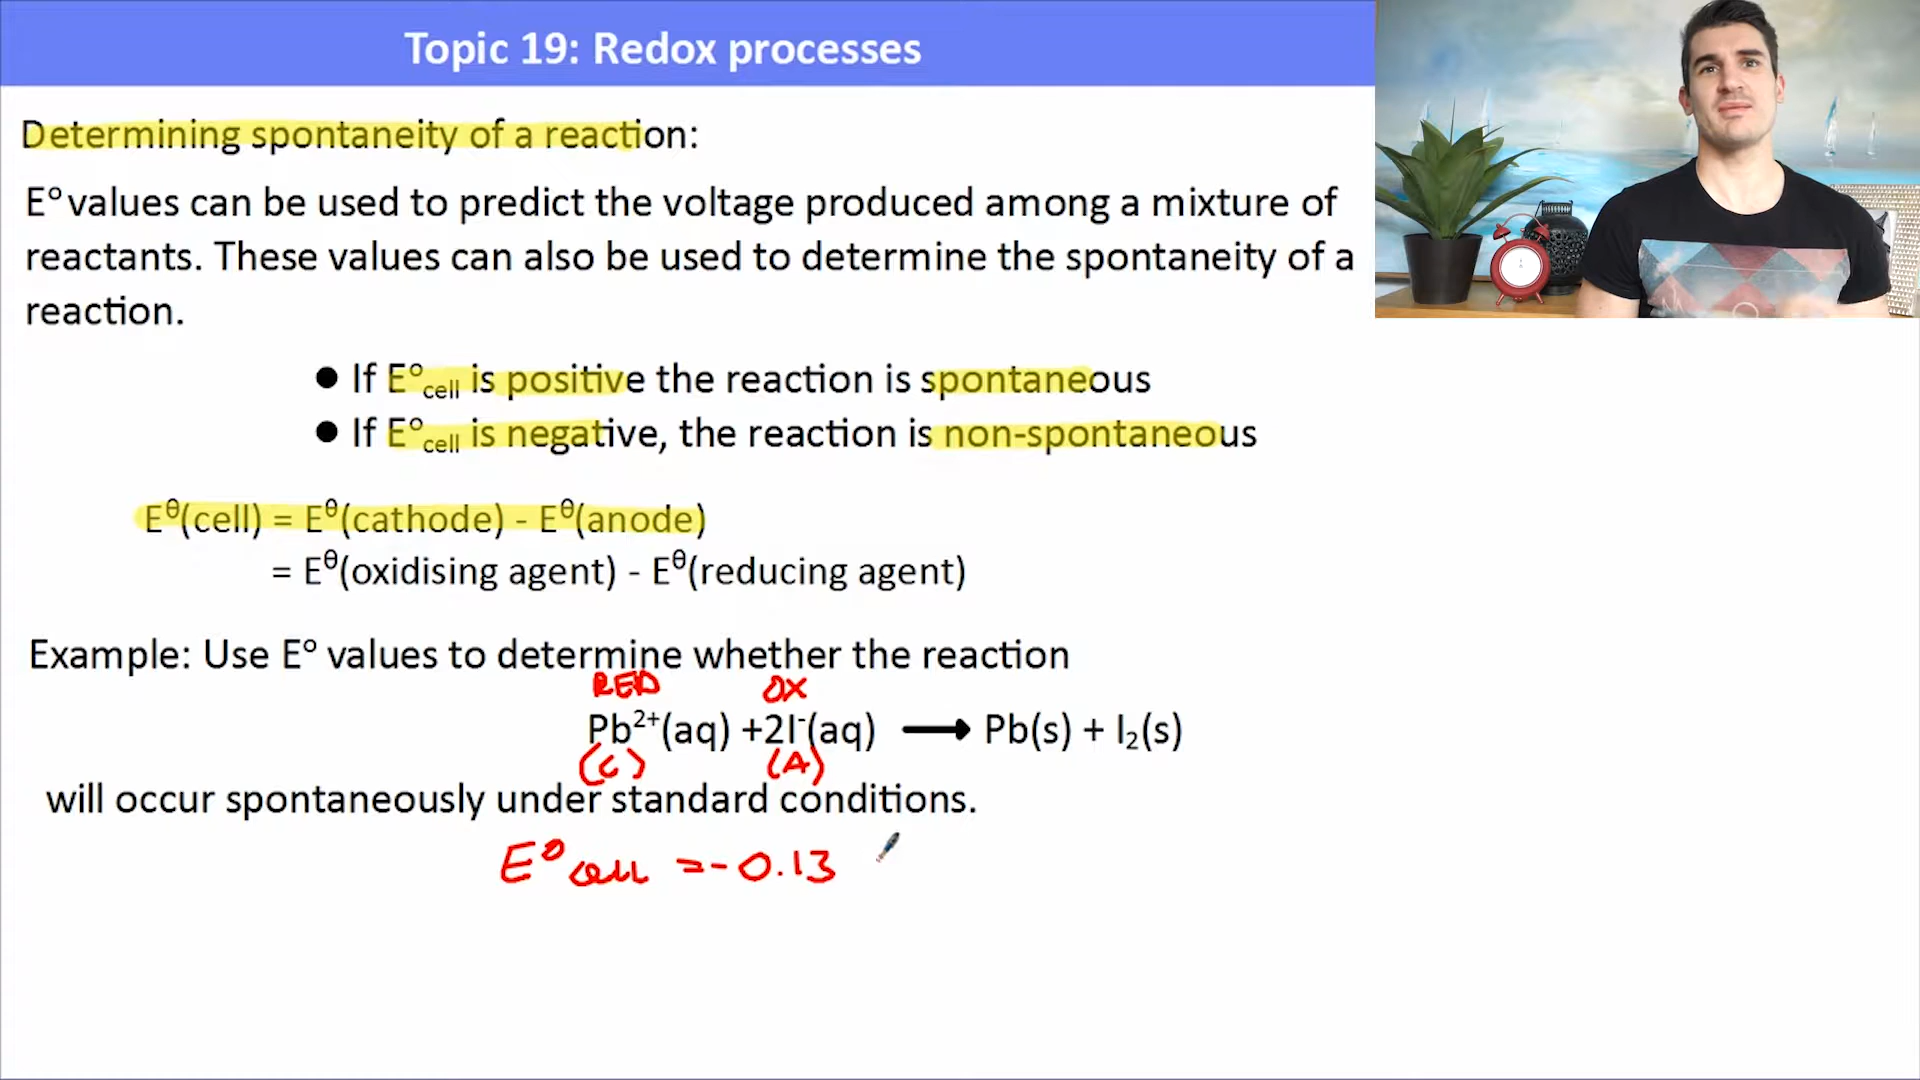 Topic 19: Redox processes
Determining spontaneity of a reaction:
E° values can be used to predict the voltage produced among a mixture of
reactants. These values can also be used to determine the spontaneity of a
reaction.
● If E°cell is positive the reaction is spontaneous
● If E°cell is negative, the reaction is non-spontaneous
Eᶿ(cell) = Eᶿ(cathode) - Eᶿ(anode)
= Eᶿ(oxidising agent) - Eᶿ(reducing agent)
Example: Use E° values to determine whether the reaction
RED OX
Pb²⁺(aq) +2I⁻(aq) ⟶ Pb(s) + I₂(s)
(C) (A)
will occur spontaneously under standard conditions.
E° cell = -0.13